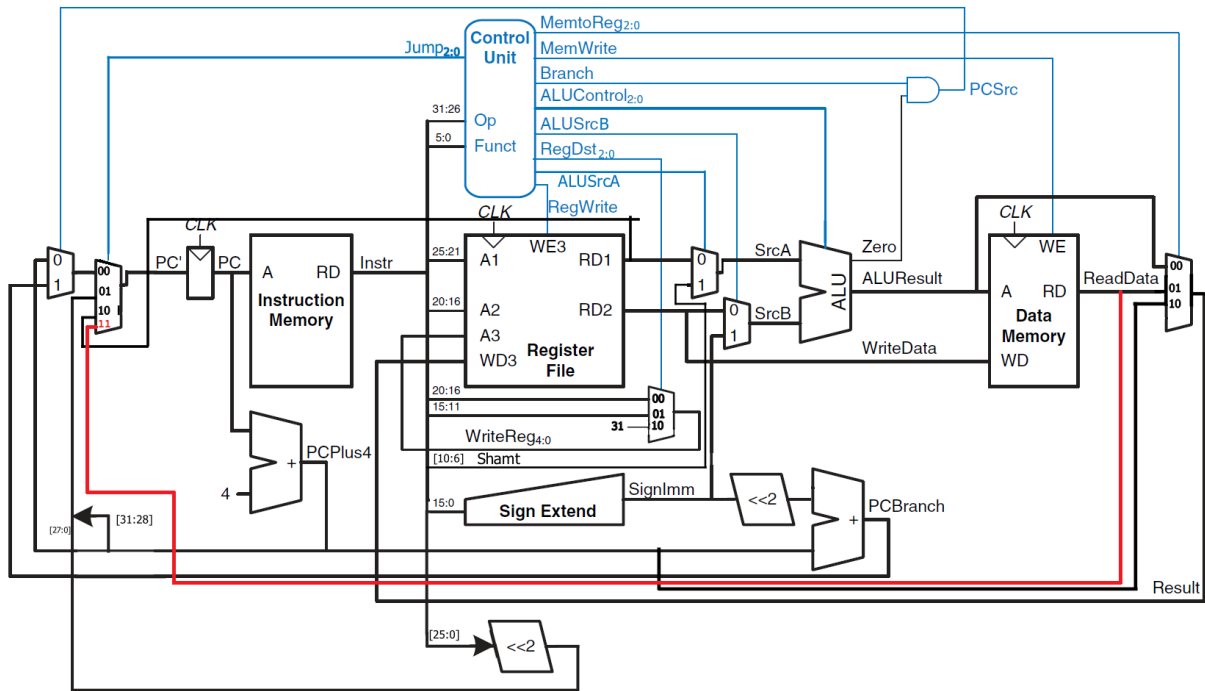 MemtoReg2:0
Control
Unit
Jump2:0
MemWrite
Branch
PCSrc
ALUControl2:0
31:26
Op
ALUSrcB
5:0
Funct
RegDst2:0
ALUSrcA
RegWrite
CLK
CLK
CLK
0
1
00
01
10
11
PC'
PC
A
RD
Instr
Instruction
Memory
25:21
A1
WE3
RD1
20:16
A2
RD2
A3
WD3
Register
File
0
1
SrcA
0
1
SrcB
ALU
Zero
ALUResult
WriteData
WE
A
RD
Data
Memory
WD
ReadData
00
01
10
20:16
15:11
31
00
01
10
WriteReg4:0
[10:6]
Shamt
PCPlus4
+
4
15:0
Sign Extend
SignImm
<<2
+
PCBranch
[27:0]
[31:28]
Result
[25:0]
<<2